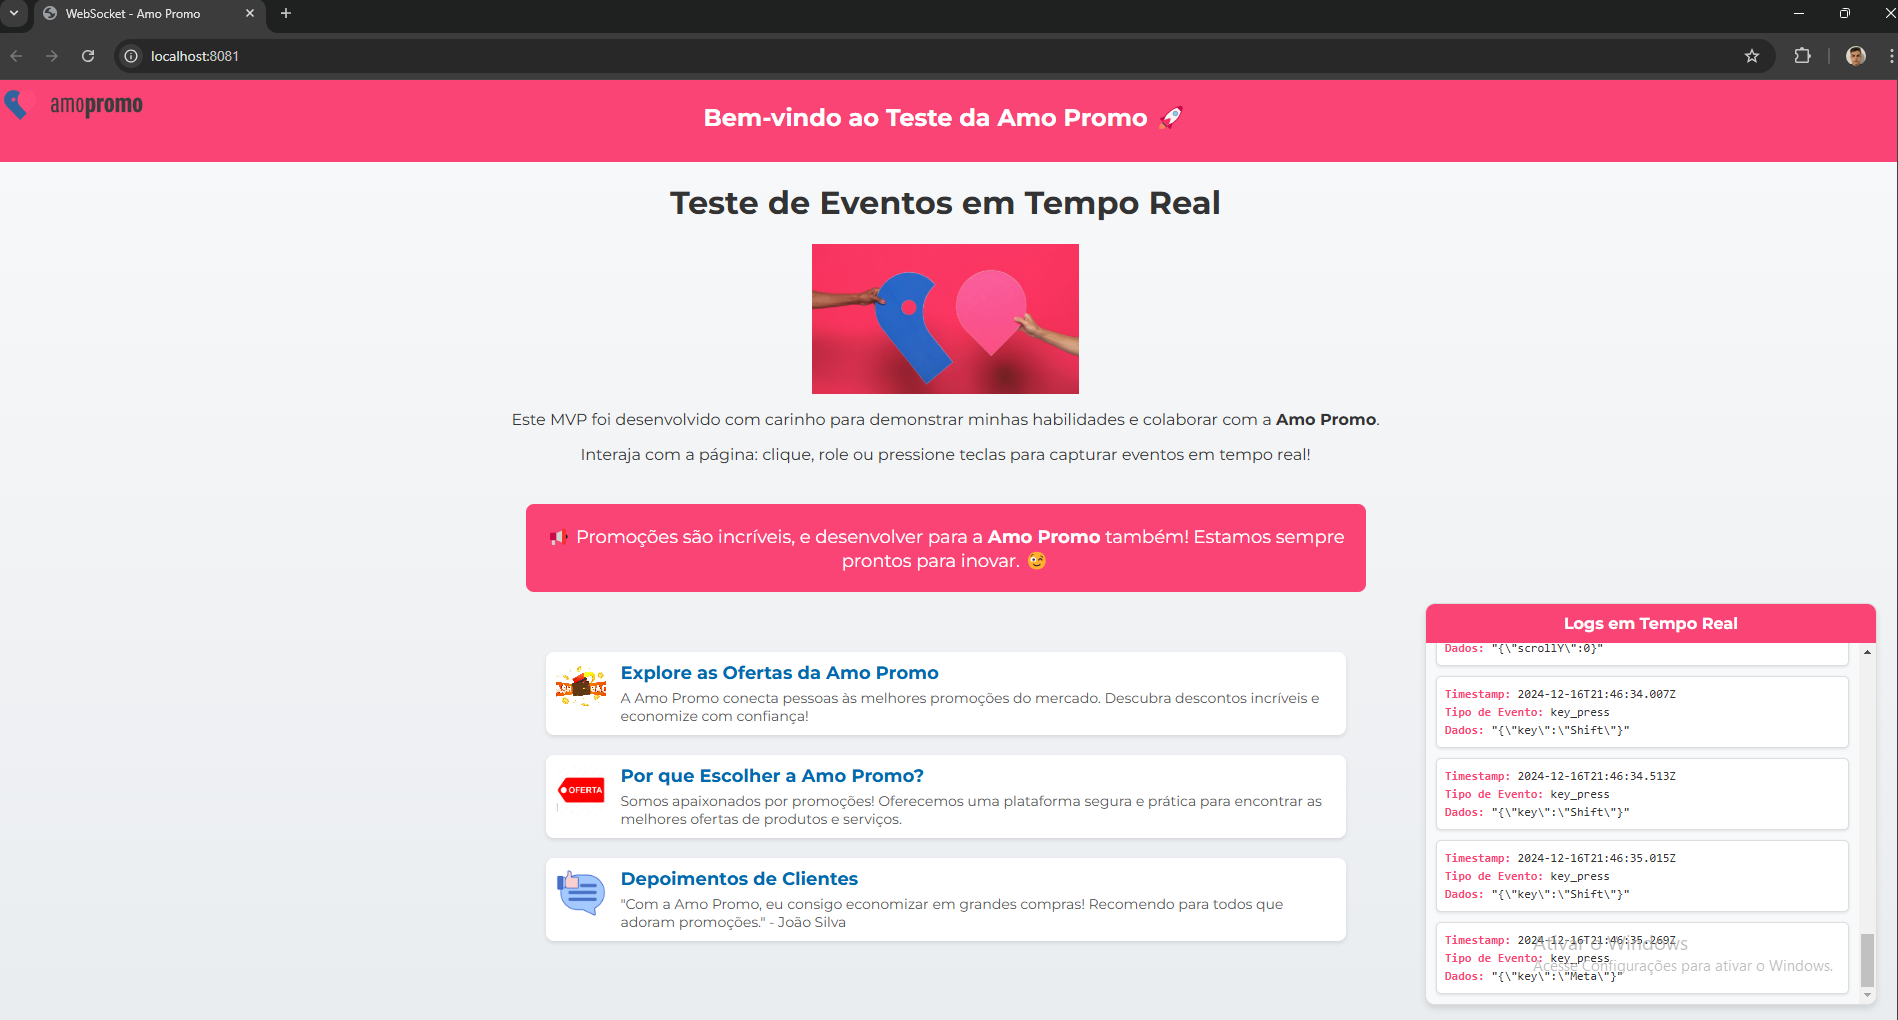 WebSocket - Amo Promo
localhost:8081
amopromo
Bem-vindo ao Teste da Amo Promo 🚀
Teste de Eventos em Tempo Real
Este MVP foi desenvolvido com carinho para demonstrar minhas habilidades e colaborar com a Amo Promo.
Interaja com a página: clique, role ou pressione teclas para capturar eventos em tempo real!
📢 Promoções são incríveis, e desenvolver para a Amo Promo também! Estamos sempre
prontos para inovar. 😉
Explore as Ofertas da Amo Promo
A Amo Promo conecta pessoas às melhores promoções do mercado. Descubra descontos incríveis e
economize com confiança!
OFERTA
Por que Escolher a Amo Promo?
Somos apaixonados por promoções! Oferecemos uma plataforma segura e prática para encontrar as
melhores ofertas de produtos e serviços.
Depoimentos de Clientes
"Com a Amo Promo, eu consigo economizar em grandes compras! Recomendo para todos que
adoram promoções." - João Silva
Logs em Tempo Real
Dados: "{\"scrollY\":0}"
Timestamp: 2024-12-16T21:46:34.007Z
Tipo de Evento: key_press
Dados: "{\"key\":\"Shift\"}"
Timestamp: 2024-12-16T21:46:34.513Z
Tipo de Evento: key_press
Dados: "{\"key\":\"Shift\"}"
Timestamp: 2024-12-16T21:46:35.015Z
Tipo de Evento: key_press
Dados: "{\"key\":\"Shift\"}"
Timestamp: 2024-12-16T21:46:35.269Z
Tipo de Evento: key_press
Dados: "{\"key\":\"Meta\"}"
Ativar o Windows
Acesse Configurações para ativar o Windows.